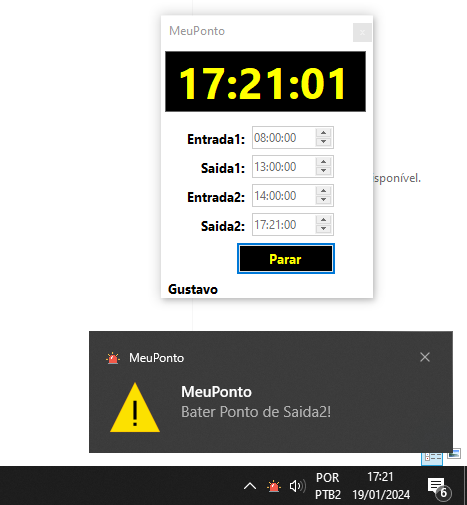 MeuPonto
17:21:01
Entrada1: 08:00:00
Saida1: 13:00:00
sponível.
Entrada2: 14:00:00
Saida2: 17:21:00
Parar
Gustavo
MeuPonto
MeuPonto
Bater Ponto de Saida2!
POR 17:21
PTB2 19/01/2024
6